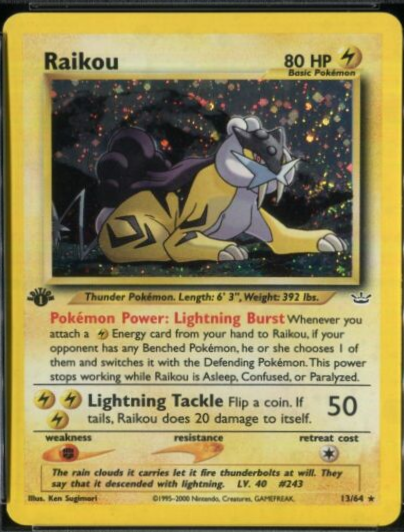 Raikou
80 HP
Basic Pokémon
1
Thunder Pokémon. Length: 6' 3", Weight: 392 lbs.
Pokémon Power: Lightning Burst Whenever you
attach a Energy card from your hand to Raikou, if your
opponent has any Benched Pokémon, he or she chooses 1 of
them and switches it with the Defending Pokémon. This power
stops working while Raikou is Asleep, Confused, or Paralyzed.
Lightning Tackle Flip a coin. If
tails, Raikou does 20 damage to itself.
50
weakness resistance retreat cost
The rain clouds it carries let it fire thunderbolts at will. They
say that it descended with lightning. LV. 40 #243
Illus. Ken Sugimori ©1995-2000 Nintendo, Creatures, GAMEFREAK. 13/64